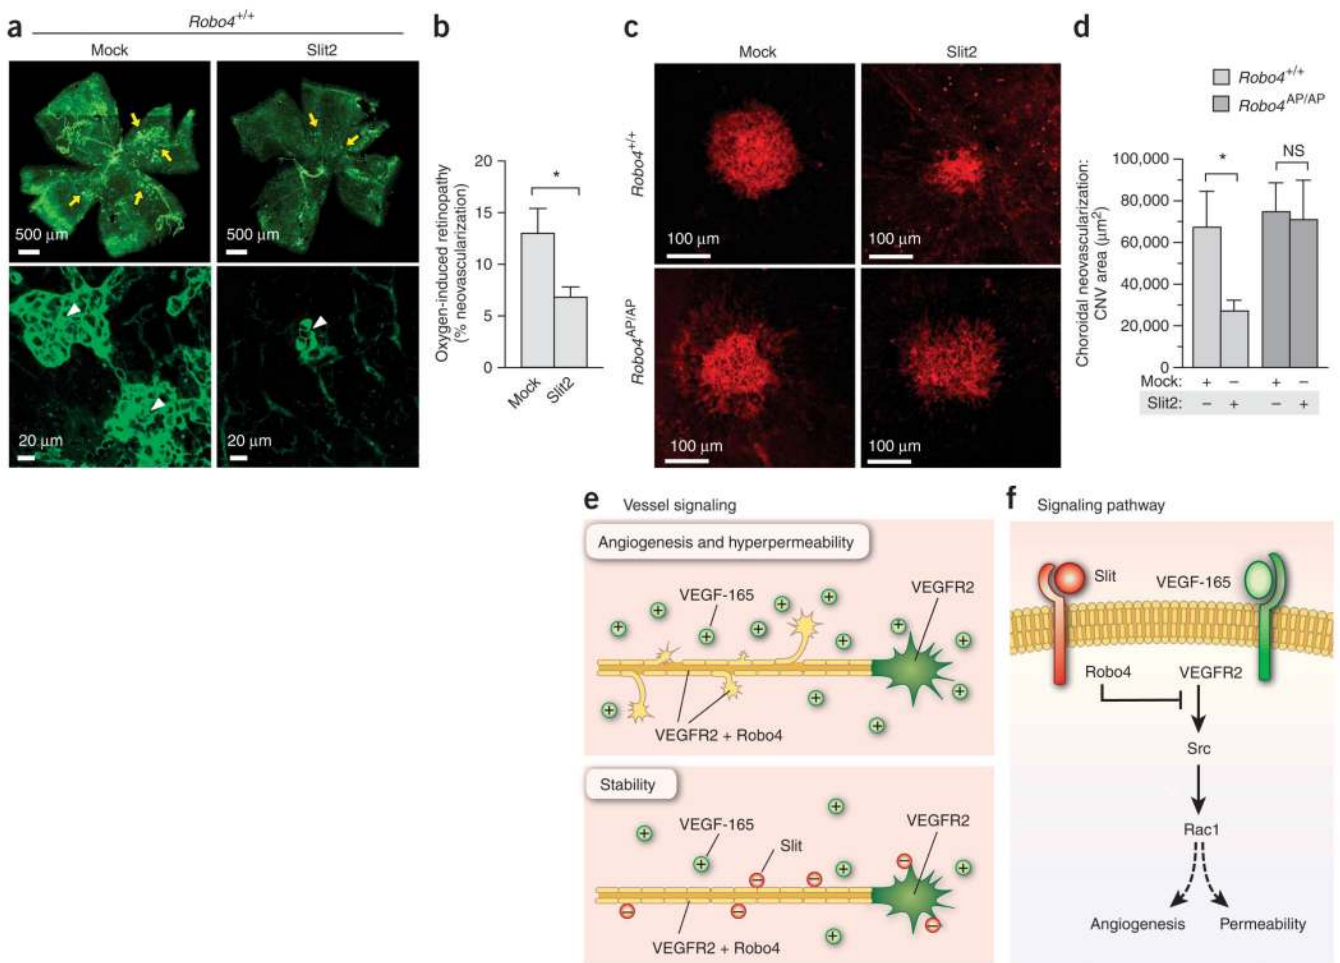 a
Robo4+/+
Mock
Slit2
500 μm
500 μm
20 μm
20 μm
b
Oxygen-induced retinopathy
(% neovascularization)
20
15
10
5
0
*
Mock
Slit2
c
Mock
Slit2
Robo4+/+
Robo4AP/AP
100 μm
100 μm
100 μm
100 μm
d
Robo4+/+
Robo4AP/AP
Choroidal neovascularization:
CNV area (μm2)
100,000
80,000
60,000
40,000
20,000
0
*
NS
Mock: + – + –
Slit2: – + – +
e Vessel signaling
Angiogenesis and hyperpermeability
VEGF-165
VEGFR2
VEGFR2 + Robo4
Stability
VEGF-165
Slit
VEGFR2
VEGFR2 + Robo4
f Signaling pathway
Slit
VEGF-165
Robo4
VEGFR2
Src
Rac1
Angiogenesis
Permeability